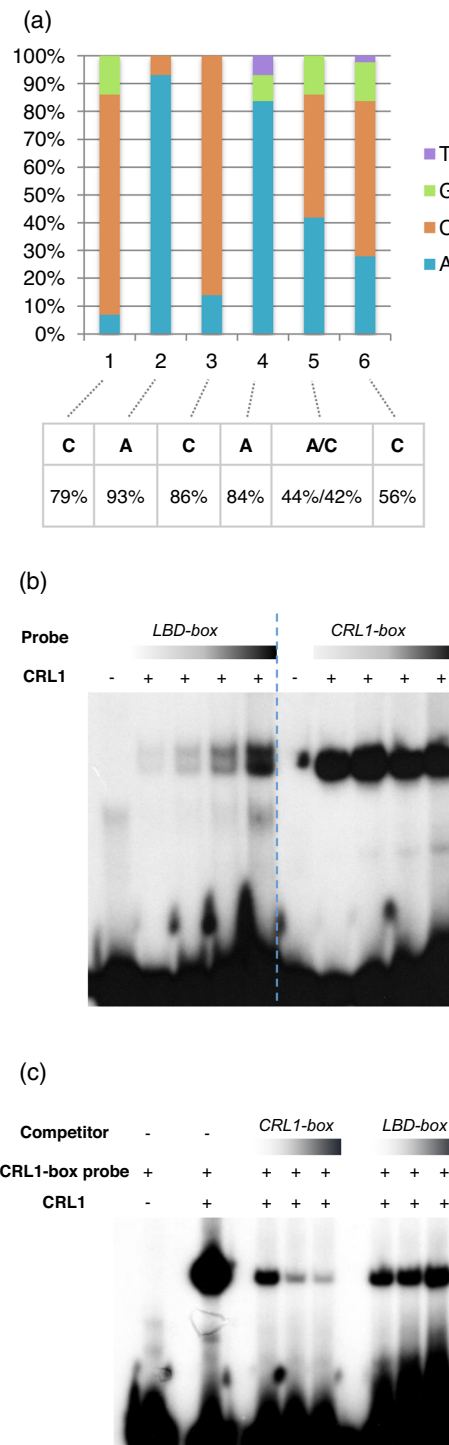 (a)
100%
90%
80%
70%
60%
50%
40%
30%
20%
10%
0%
T
G
C
A
1 2 3 4 5 6
C A C A A/C C
79% 93% 86% 84% 44%/42% 56%
(b)
Probe LBD-box CRL1-box
CRL1 - + + + + - + + + +
(c)
Competitor - - CRL1-box LBD-box
CRL1-box probe + + + + + + + +
CRL1 - + + + + + + +